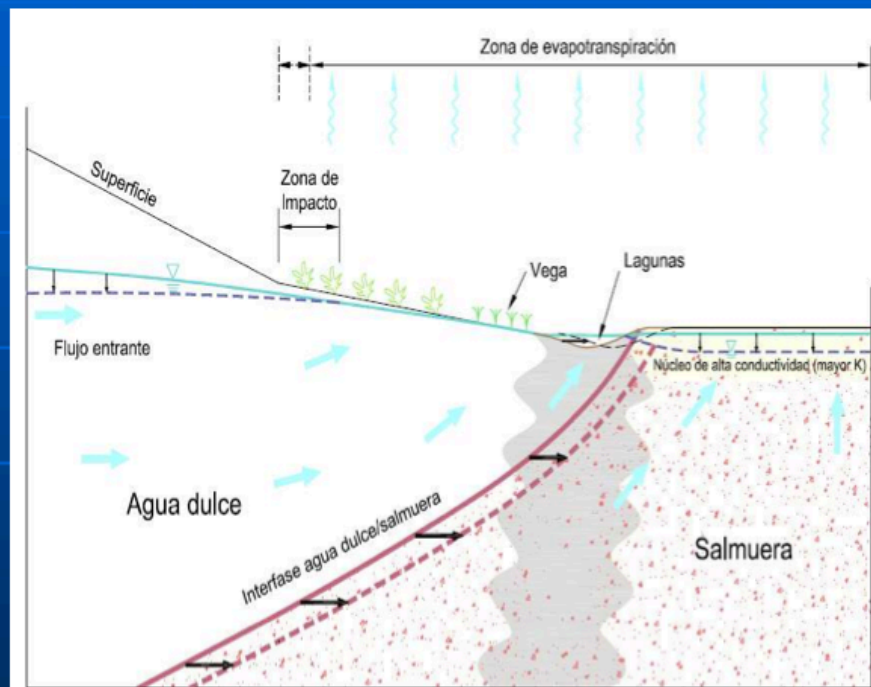 Zona de evapotranspiración
Superficie
Zona de
Impacto
Vega
Lagunas
Flujo entrante
Núcleo de alta conductividad (mayor K)
Agua dulce
Interfase agua dulce/salmuera
Salmuera